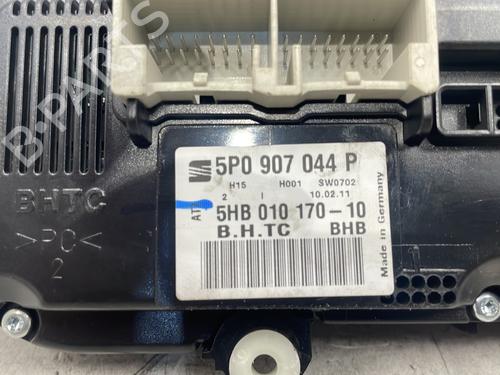 B-PARTS
5P0 907 044 P
H15 H001 SW0702
2 I 10.02.11
ATT
5HB 010 170-10
B.H.TC BHB
Made in Germany
BHTC
>PC<
2